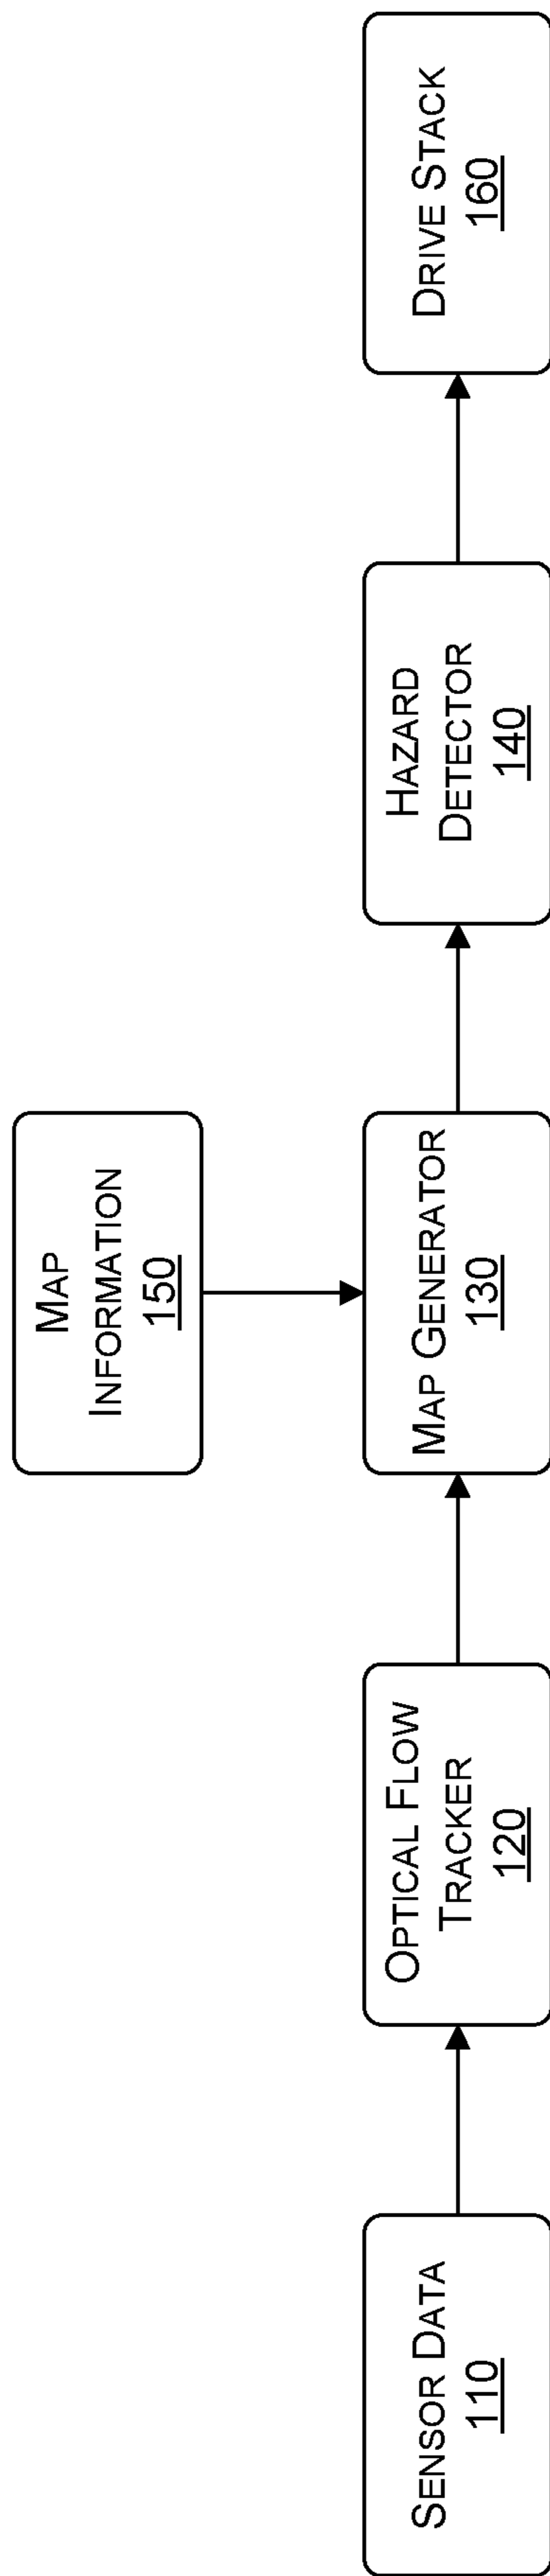 MAP
INFORMATION
150
SENSOR DATA
110
OPTICAL FLOW
TRACKER
120
MAP GENERATOR
130
HAZARD
DETECTOR
140
DRIVE STACK
160